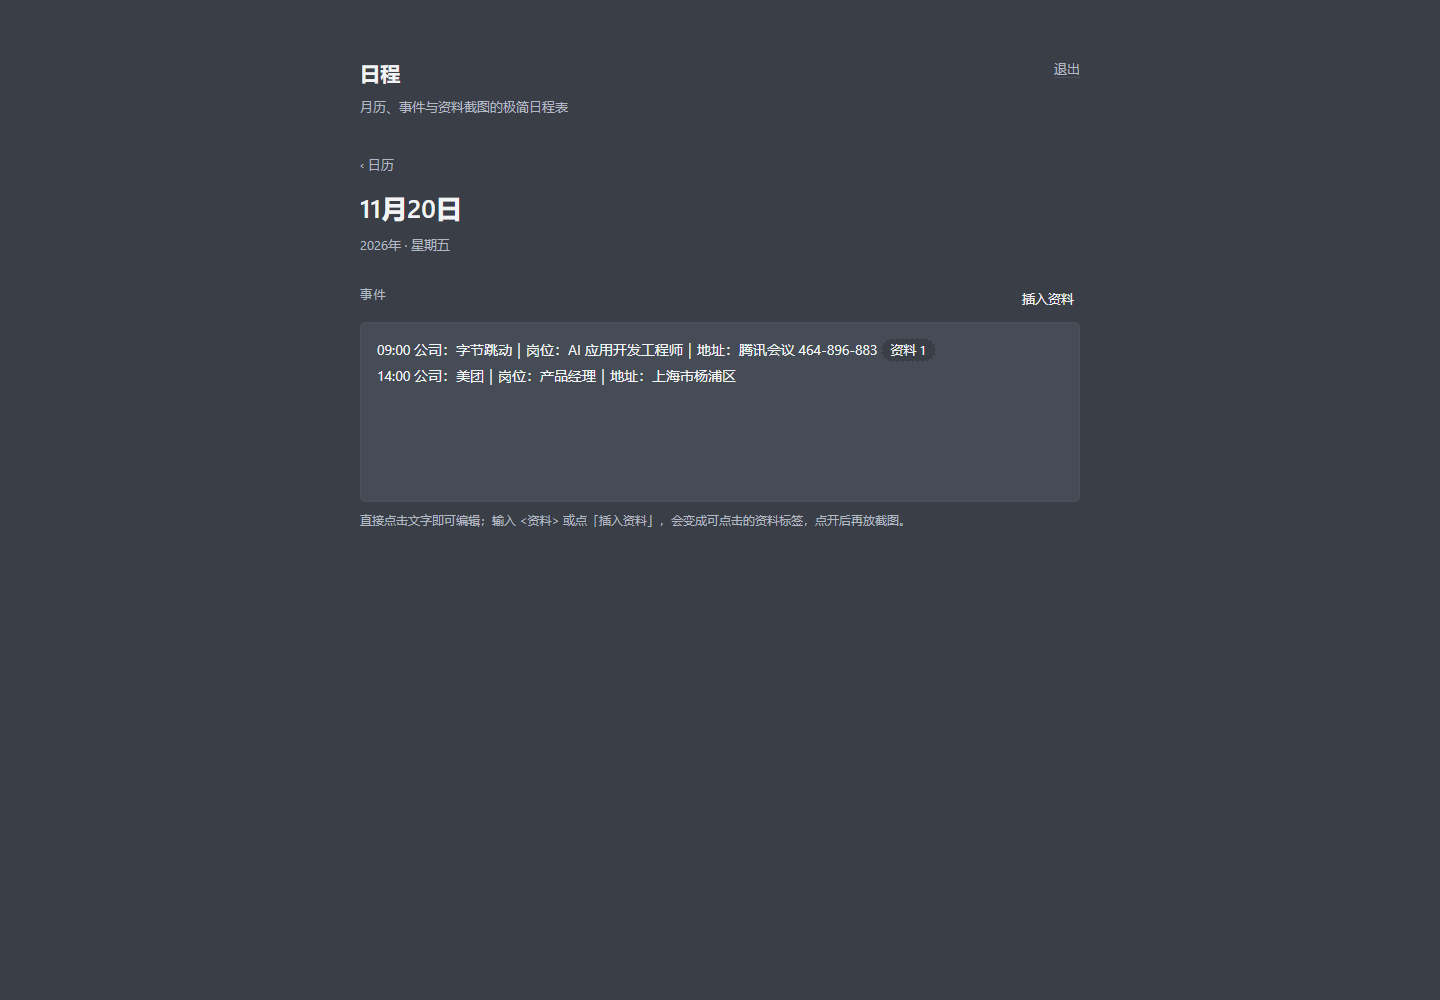 日程
退出
月历、事件与资料截图的极简日程表
‹ 日历
11月20日
2026年 · 星期五
事件
插入资料
09:00 公司：字节跳动 | 岗位：AI 应用开发工程师 | 地址：腾讯会议 464-896-883 资料 1
14:00 公司：美团 | 岗位：产品经理 | 地址：上海市杨浦区
直接点击文字即可编辑；输入 <资料> 或点「插入资料」，会变成可点击的资料标签，点开后再放截图。